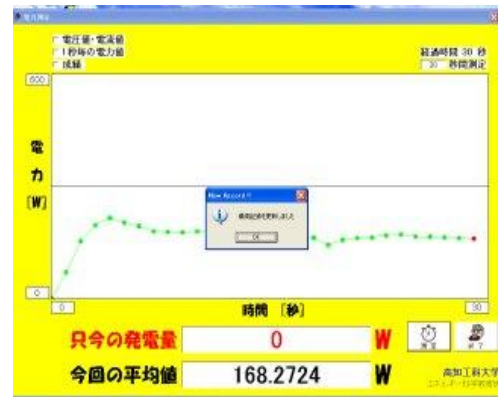 電圧値・電流値
1秒毎の電力値
成績
経過時間 30 秒
30 秒間測定
600
電力
[W]
New Record!!
最高記録を更新しました
OK
0
0
時間 [秒]
30
只今の発電量 0 W
今回の平均値 168.2724 W
測定
終了
高知工科大学